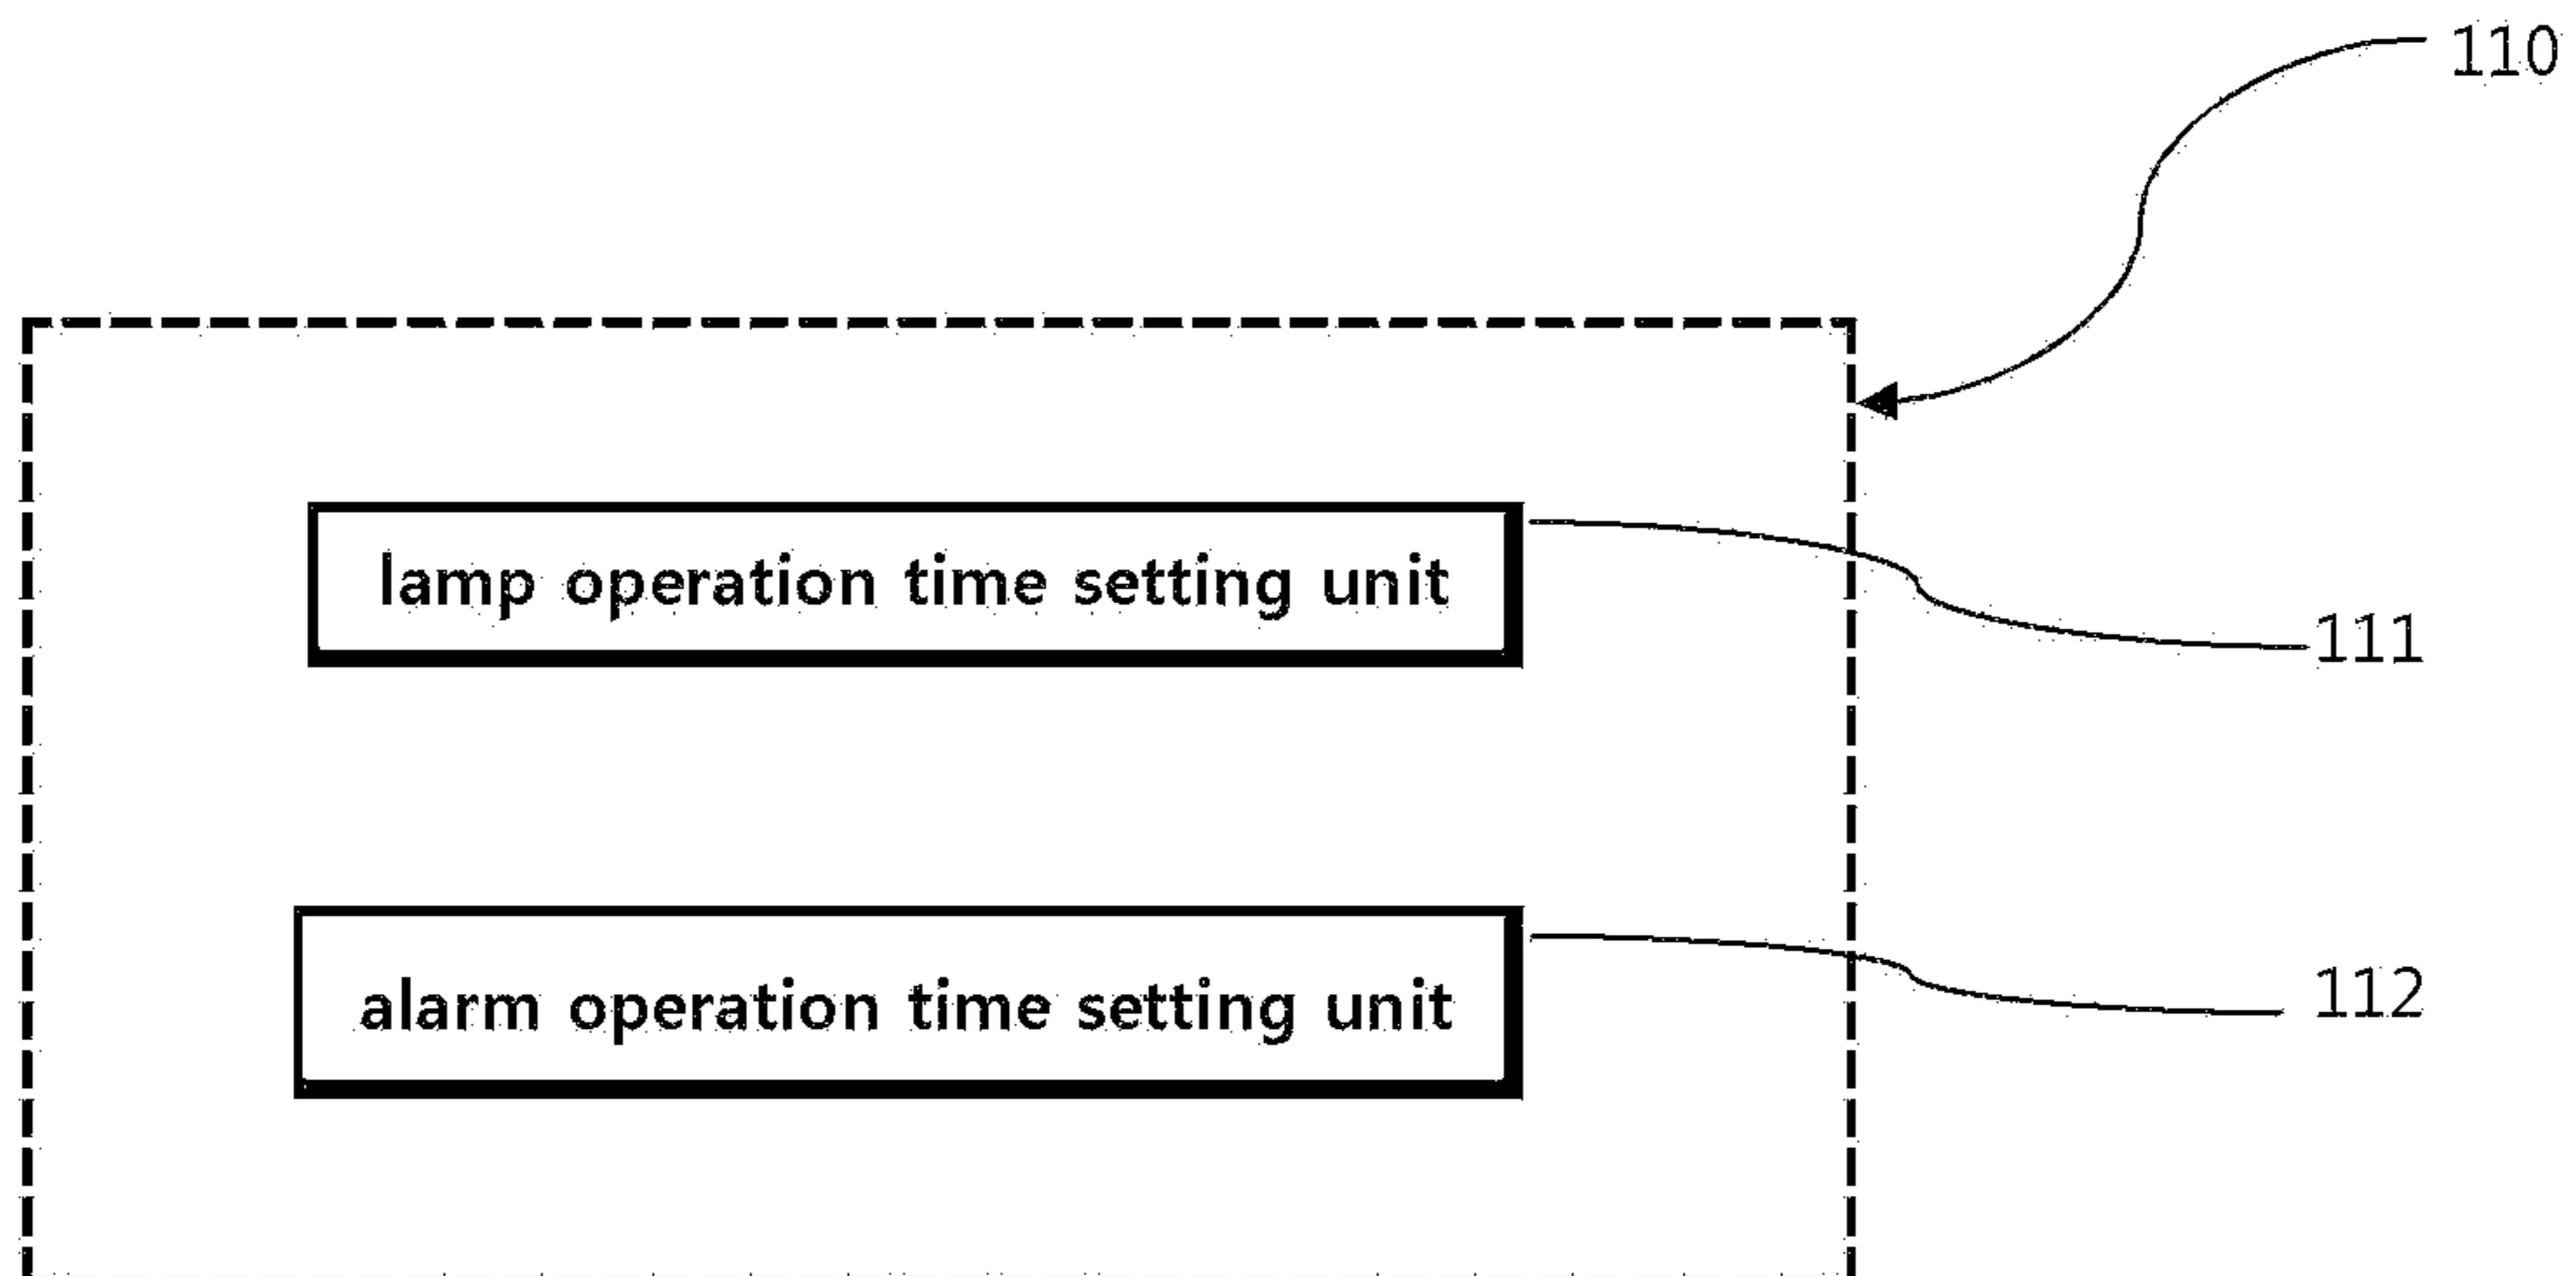 110
lamp operation time setting unit
111
alarm operation time setting unit
112